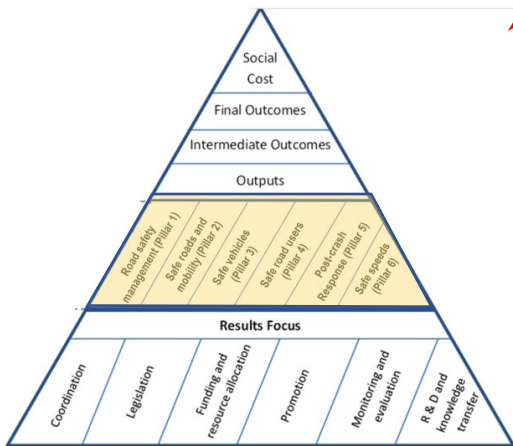 Social
Cost
Final Outcomes
Intermediate Outcomes
Outputs
Road safety
management (Pillar 1)
Safe roads and
mobility (Pillar 2)
Safe vehicles
(Pillar 3)
Safe road users
(Pillar 4)
Post-crash
Response (Pillar 5)
Safe speeds
(Pillar 6)
Results Focus
Coordination
Legislation
Funding and
resource allocation
Promotion
Monitoring and
evaluation
R & D and
knowledge
transfer